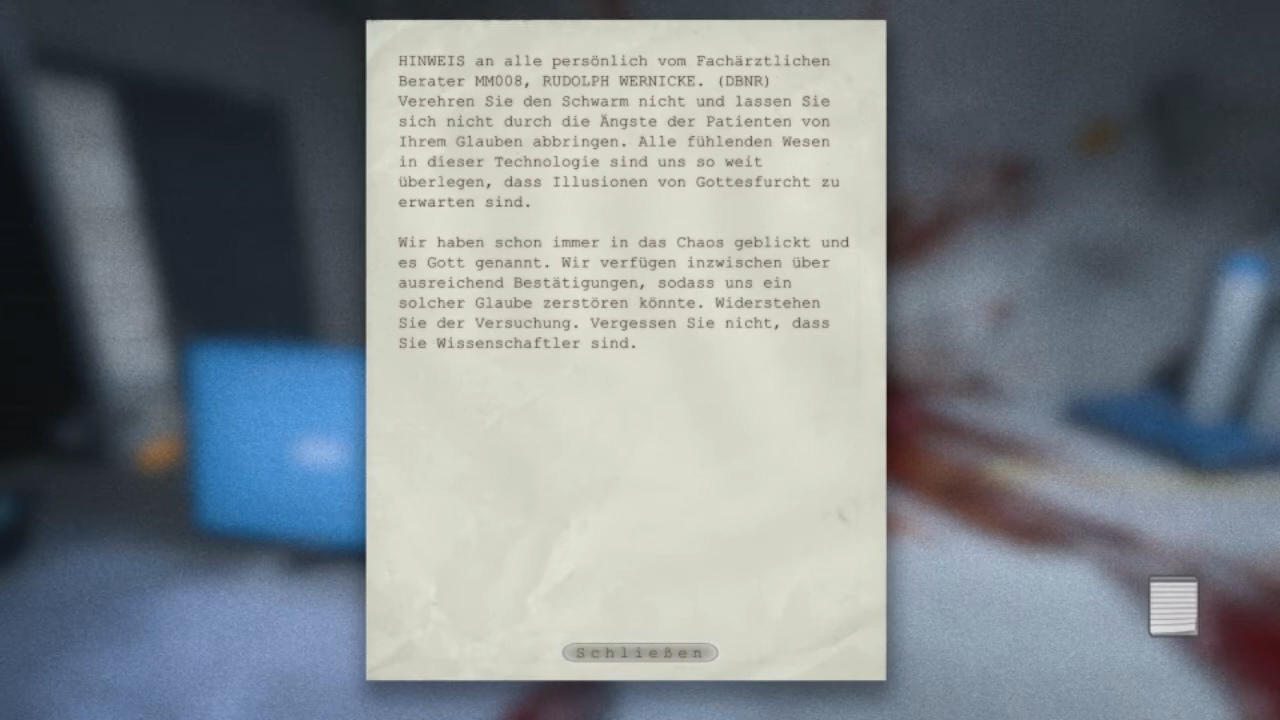 HINWEIS an alle persönlich vom Fachärztlichen
Berater MM008, RUDOLPH WERNICKE. (DBNR)
Verehren Sie den Schwarm nicht und lassen Sie
sich nicht durch die Ängste der Patienten von
Ihrem Glauben abbringen. Alle fühlenden Wesen
in dieser Technologie sind uns so weit
überlegen, dass Illusionen von Gottesfurcht zu
erwarten sind.
Wir haben schon immer in das Chaos geblickt und
es Gott genannt. Wir verfügen inzwischen über
ausreichend Bestätigungen, sodass uns ein
solcher Glaube zerstören könnte. Widerstehen
Sie der Versuchung. Vergessen Sie nicht, dass
Sie Wissenschaftler sind.
Schließen